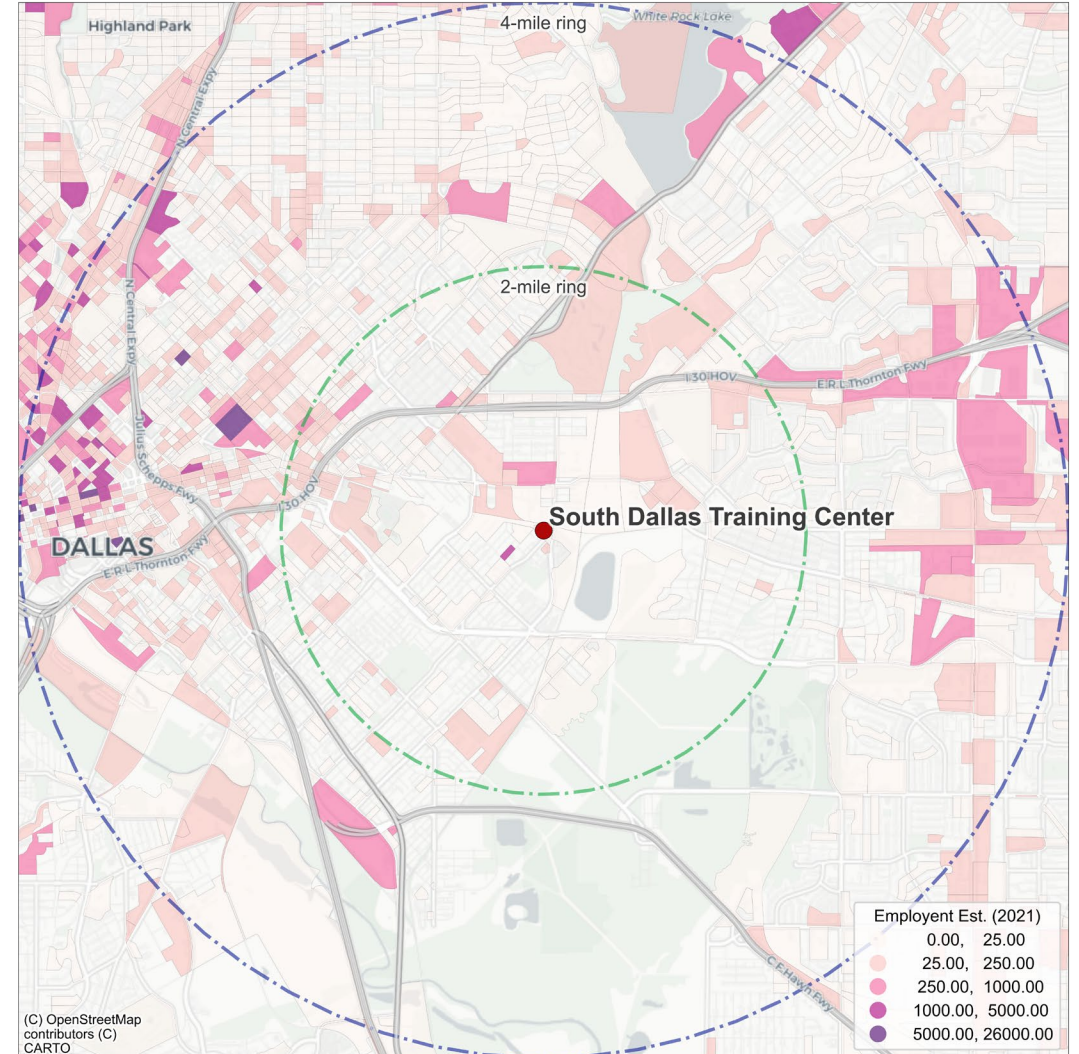 4-mile ring
White Rock Lake
Highland Park
N Central Expy
2-mile ring
N Central Expy
I 30 HOV
E R L Thornton Fwy
Julius Schepps Fwy
I 30 HOV
South Dallas Training Center
DALLAS
E R L Thornton Fwy
C F Hawn Fwy
Employent Est. (2021)
0.00, 25.00
25.00, 250.00
250.00, 1000.00
1000.00, 5000.00
5000.00, 26000.00
(C) OpenStreetMap
contributors (C)
CARTO